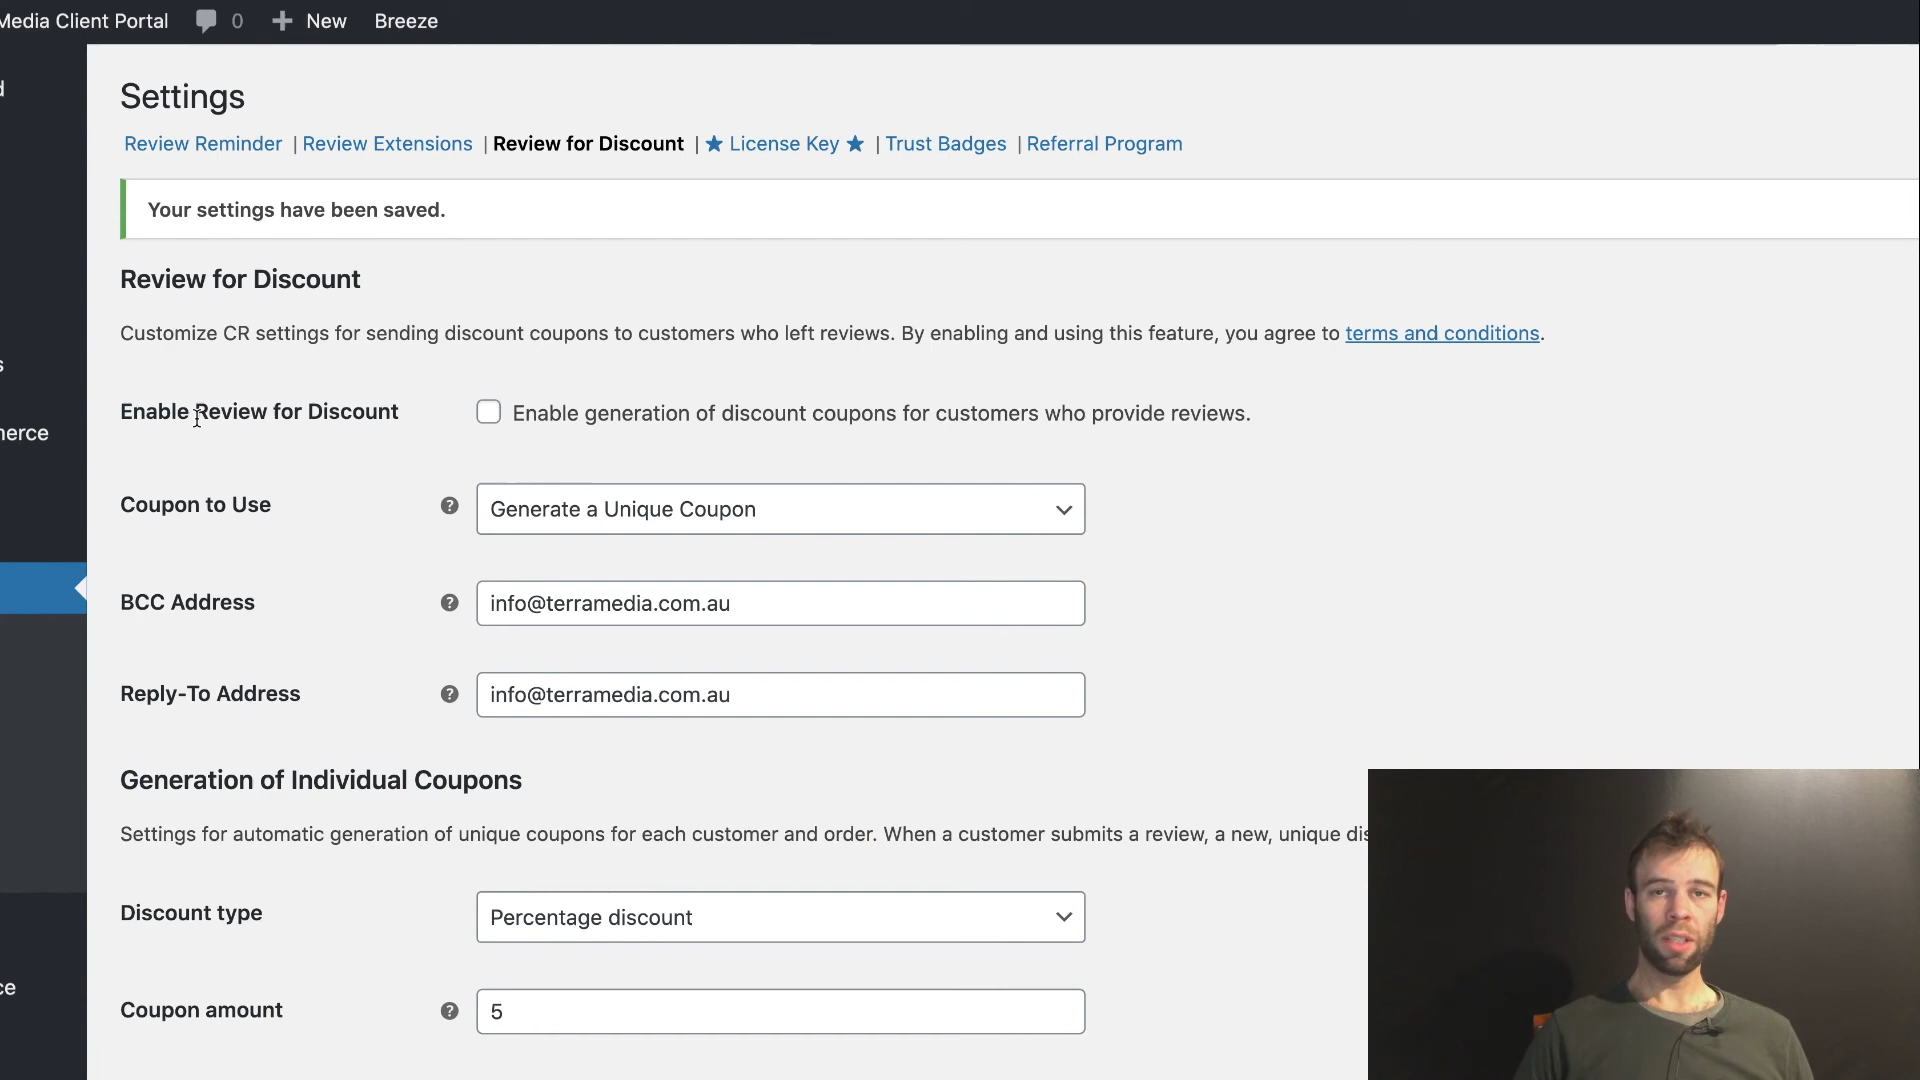 Media Client Portal 0 New Breeze
Settings
Review Reminder | Review Extensions | Review for Discount | ★ License Key ★ | Trust Badges | Referral Program
Your settings have been saved.
Review for Discount
Customize CR settings for sending discount coupons to customers who left reviews. By enabling and using this feature, you agree to terms and conditions.
Enable Review for Discount Enable generation of discount coupons for customers who provide reviews.
merce
Coupon to Use ? Generate a Unique Coupon
BCC Address ? info@terramedia.com.au
Reply-To Address ? info@terramedia.com.au
Generation of Individual Coupons
Settings for automatic generation of unique coupons for each customer and order. When a customer submits a review, a new, unique dis
Discount type Percentage discount
ce
Coupon amount ? 5